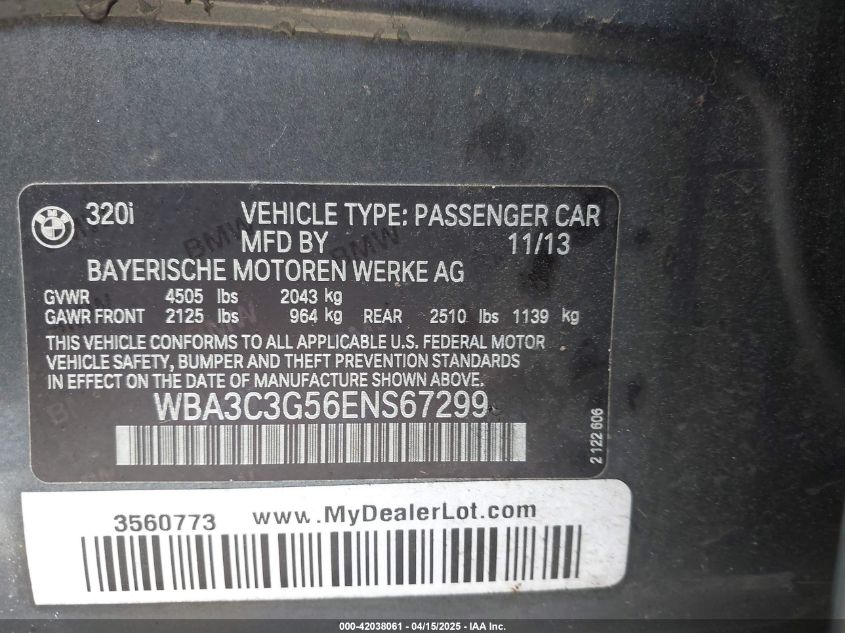 320i VEHICLE TYPE: PASSENGER CAR
MFD BY 11/13
BAYERISCHE MOTOREN WERKE AG
GVWR 4505 lbs 2043 kg
GAWR FRONT 2125 lbs 964 kg REAR 2510 lbs 1139 kg
THIS VEHICLE CONFORMS TO ALL APPLICABLE U.S. FEDERAL MOTOR
VEHICLE SAFETY, BUMPER AND THEFT PREVENTION STANDARDS
IN EFFECT ON THE DATE OF MANUFACTURE SHOWN ABOVE.
WBA3C3G56ENS67299
2 122 606
3560773 www.MyDealerLot.com
000-42038061 - 04/15/2025 - IAA Inc.